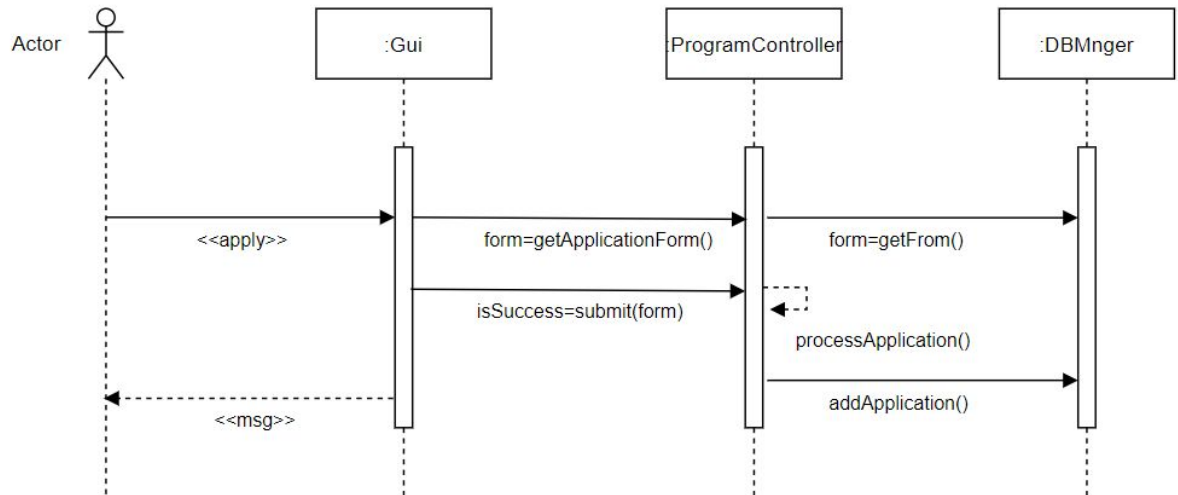 Actor
:Gui
:ProgramController
:DBMnger
<<apply>>
form=getApplicationForm()
form=getFrom()
isSuccess=submit(form)
processApplication()
addApplication()
<<msg>>